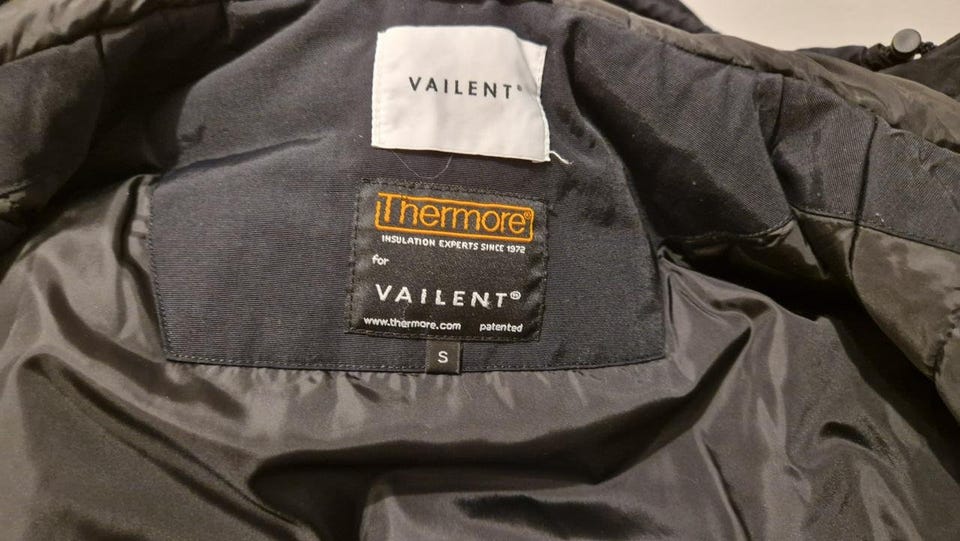 VAILENT®
Thermore®
INSULATION EXPERTS SINCE 1972
for
VAILENT®
www.thermore.com patented
S